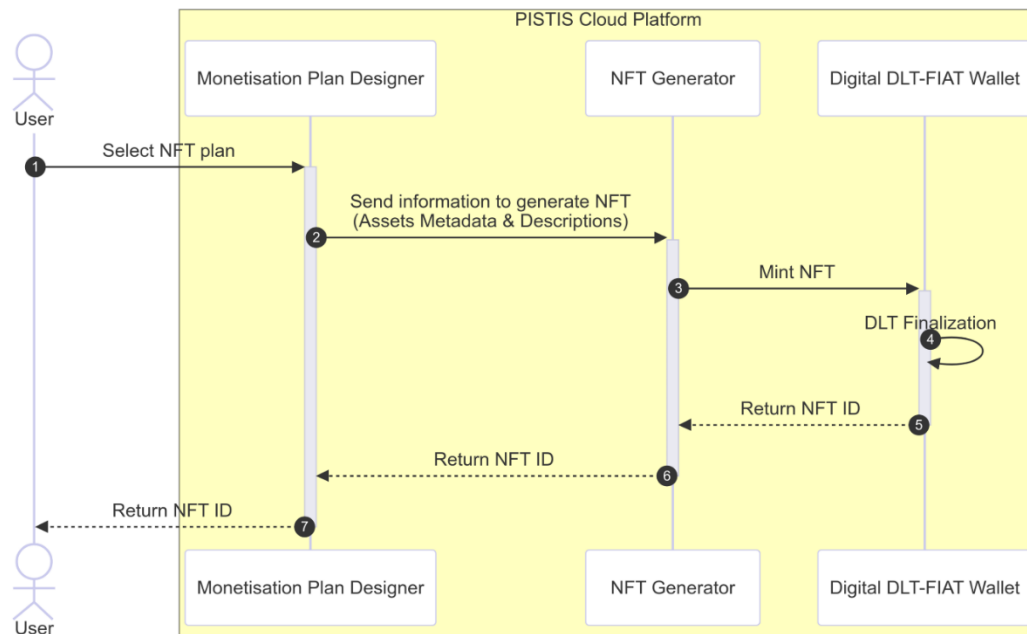 PISTIS Cloud Platform
User
Monetisation Plan Designer
NFT Generator
Digital DLT-FIAT Wallet
1
Select NFT plan
Send information to generate NFT
(Assets Metadata & Descriptions)
2
3
Mint NFT
DLT Finalization
4
Return NFT ID
5
Return NFT ID
6
Return NFT ID
7
User
Monetisation Plan Designer
NFT Generator
Digital DLT-FIAT Wallet